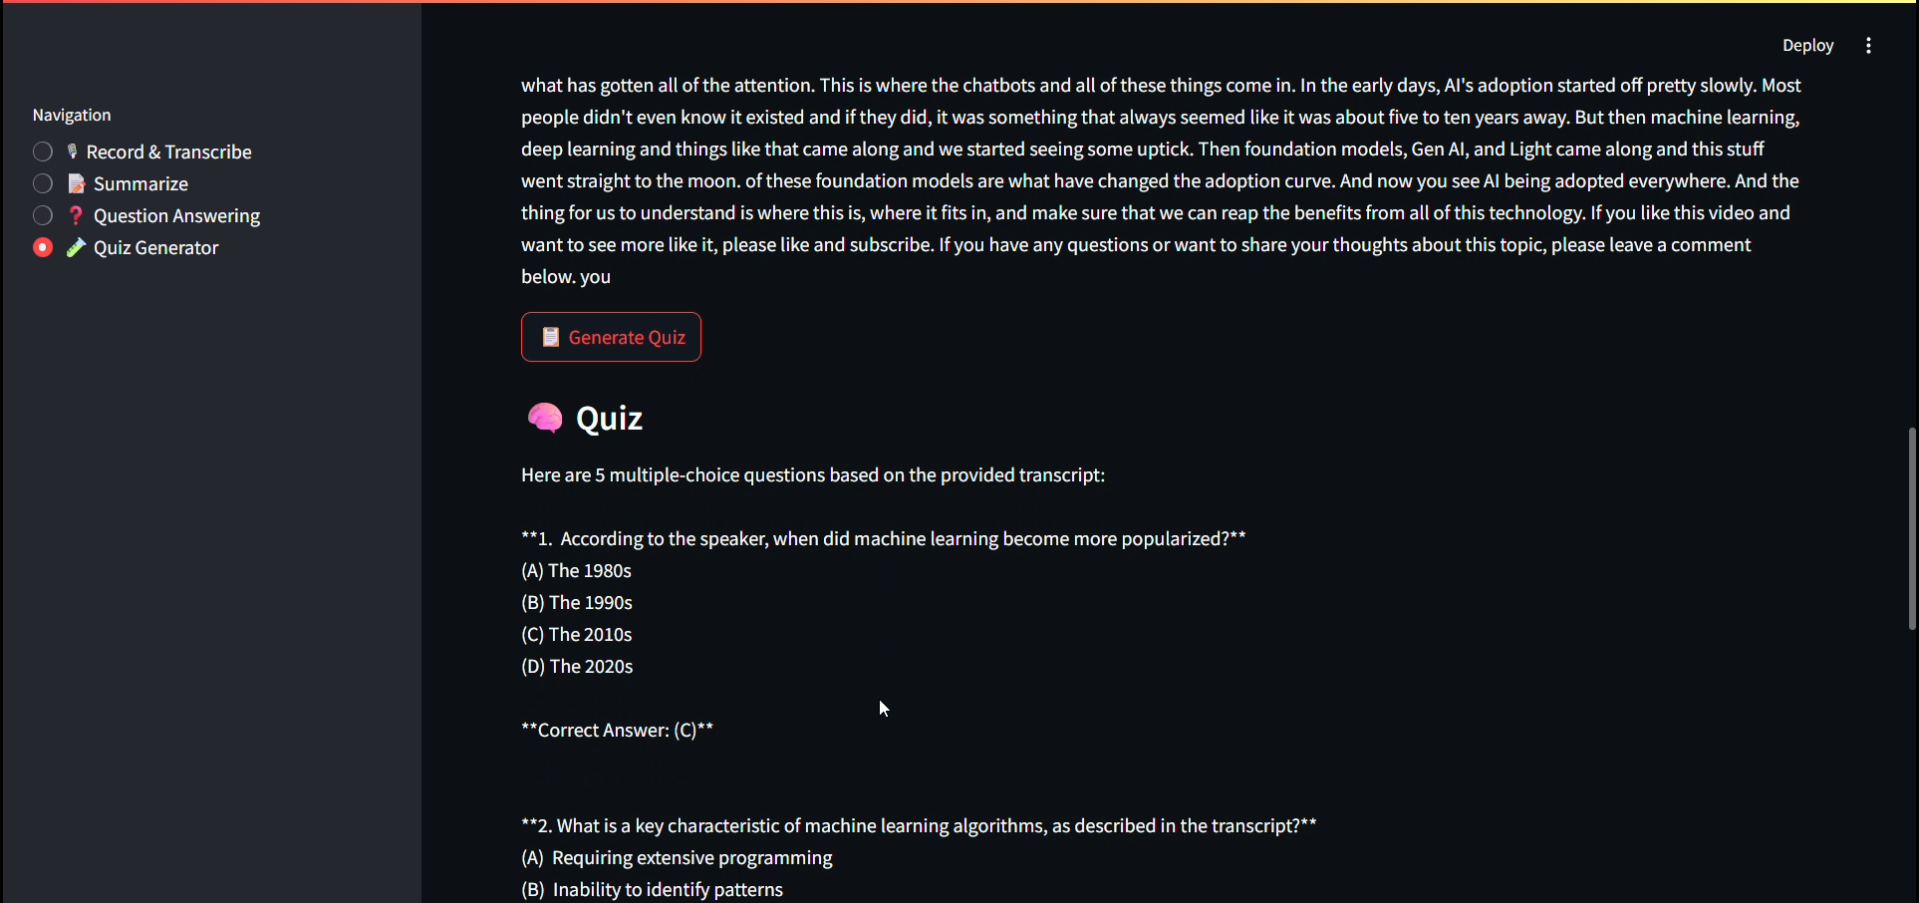 Deploy
Navigation
Record & Transcribe
Summarize
Question Answering
Quiz Generator
what has gotten all of the attention. This is where the chatbots and all of these things come in. In the early days, AI's adoption started off pretty slowly. Most
people didn't even know it existed and if they did, it was something that always seemed like it was about five to ten years away. But then machine learning,
deep learning and things like that came along and we started seeing some uptick. Then foundation models, Gen AI, and Light came along and this stuff
went straight to the moon. of these foundation models are what have changed the adoption curve. And now you see AI being adopted everywhere. And the
thing for us to understand is where this is, where it fits in, and make sure that we can reap the benefits from all of this technology. If you like this video and
want to see more like it, please like and subscribe. If you have any questions or want to share your thoughts about this topic, please leave a comment
below. you
Generate Quiz
Quiz
Here are 5 multiple-choice questions based on the provided transcript:
**1. According to the speaker, when did machine learning become more popularized?**
(A) The 1980s
(B) The 1990s
(C) The 2010s
(D) The 2020s
**Correct Answer: (C)**
**2. What is a key characteristic of machine learning algorithms, as described in the transcript?**
(A) Requiring extensive programming
(B) Inability to identify patterns